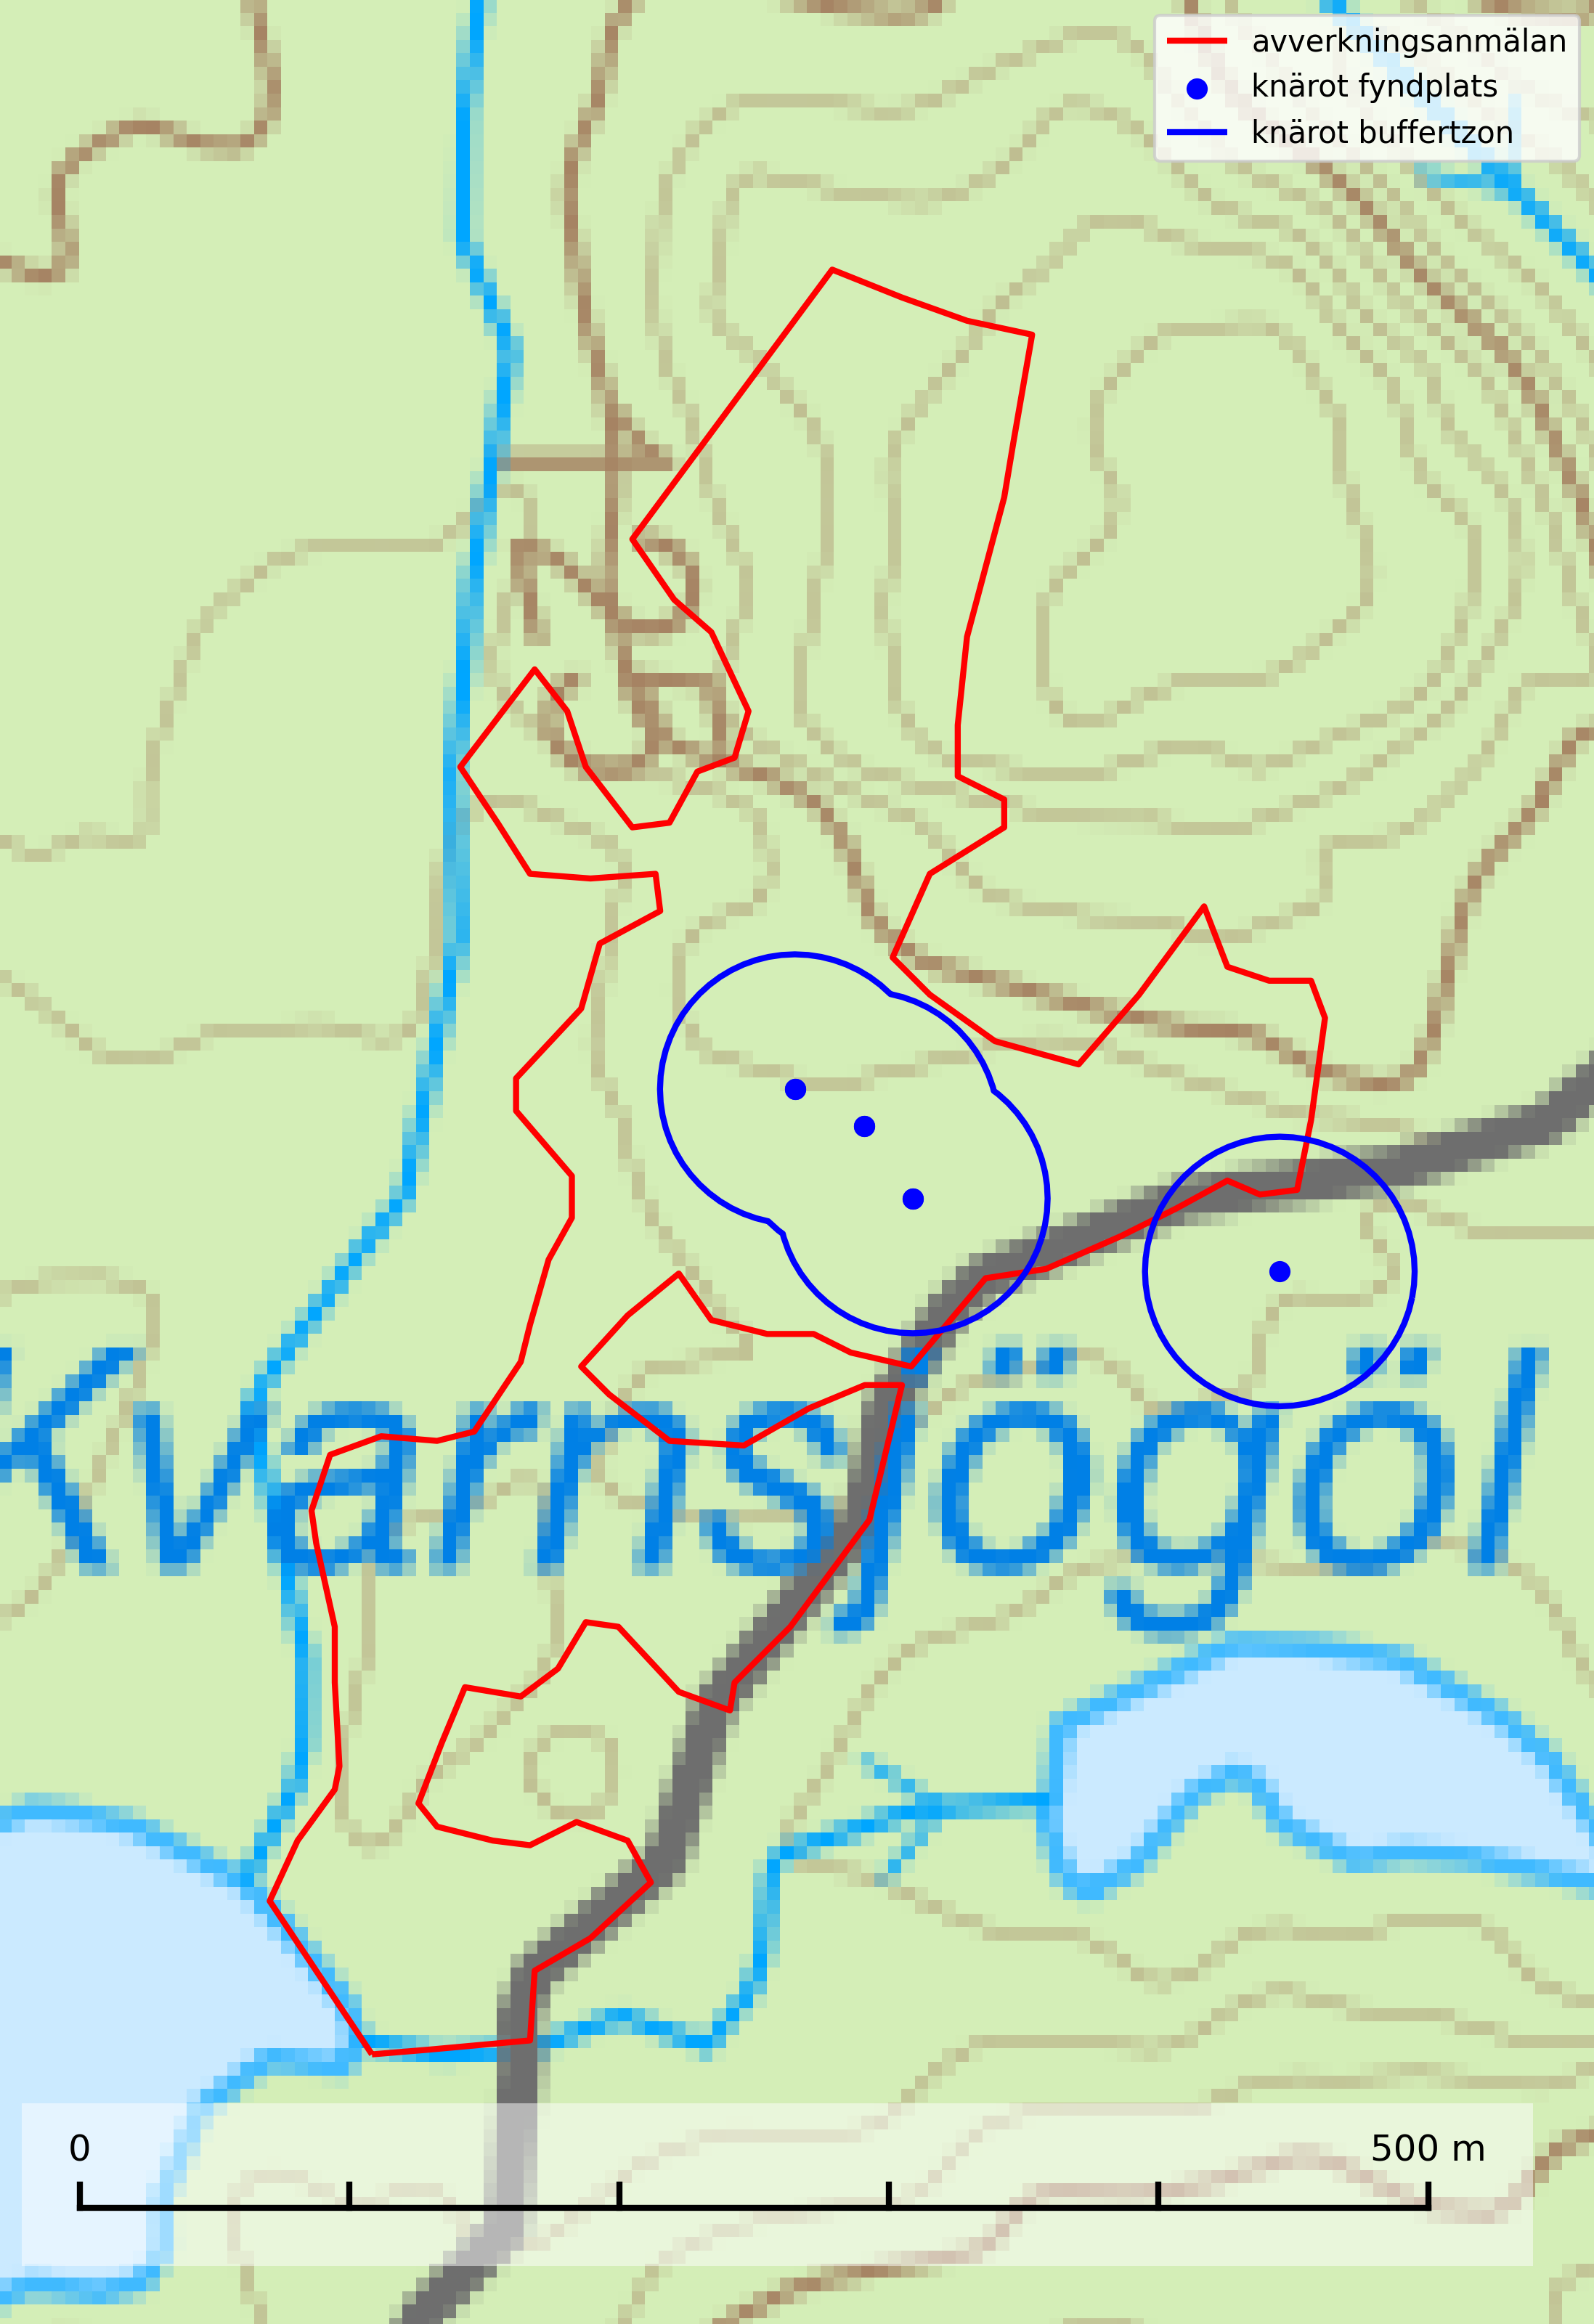 avverkningsanmälan
knärot fyndplats
knärot buffertzon
Kvarnsjögöl
0 500 m